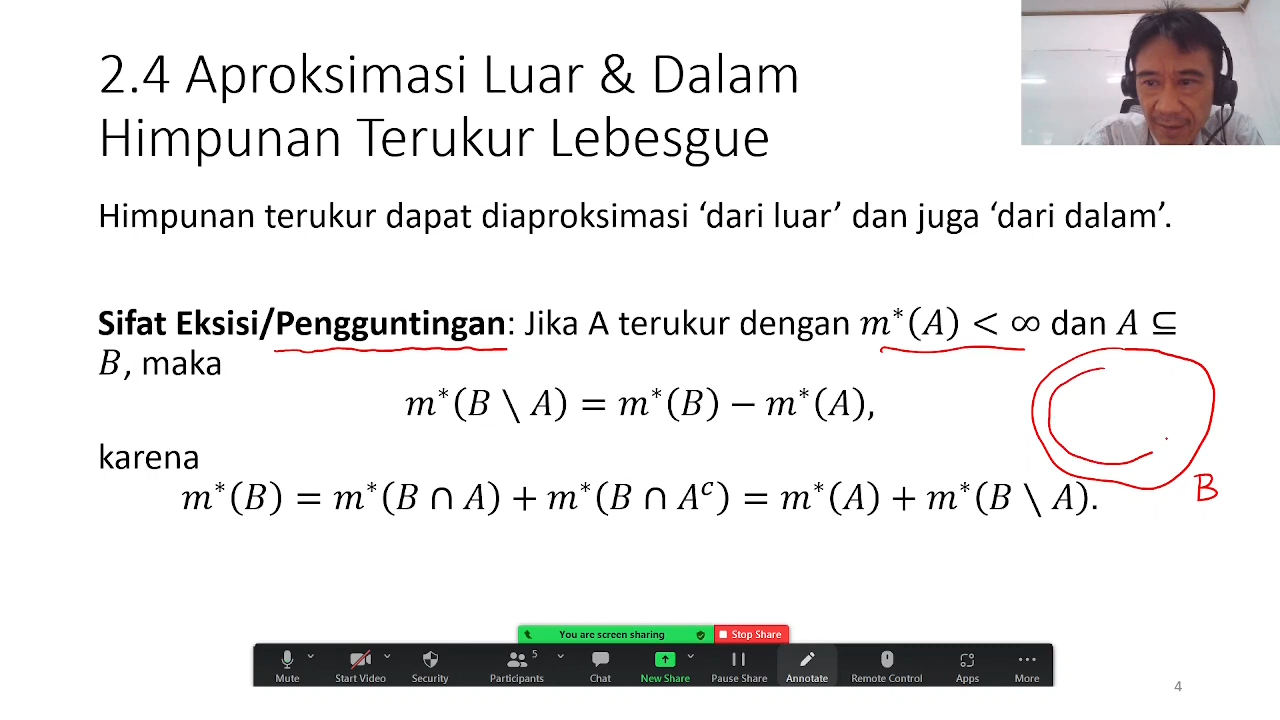 2.4 Aproksimasi Luar & Dalam
Himpunan Terukur Lebesgue
Himpunan terukur dapat diaproksimasi ‘dari luar’ dan juga ‘dari dalam’.
Sifat Eksisi/Pengguntingan: Jika A terukur dengan m*(A) < ∞ dan A ⊆
B, maka
m*(B \ A) = m*(B) − m*(A),
karena
m*(B) = m*(B ∩ A) + m*(B ∩ Aᶜ) = m*(A) + m*(B \ A).
B
You are screen sharing Stop Share
5
Mute Start Video Security Participants Chat New Share Pause Share Annotate Remote Control Apps More
4